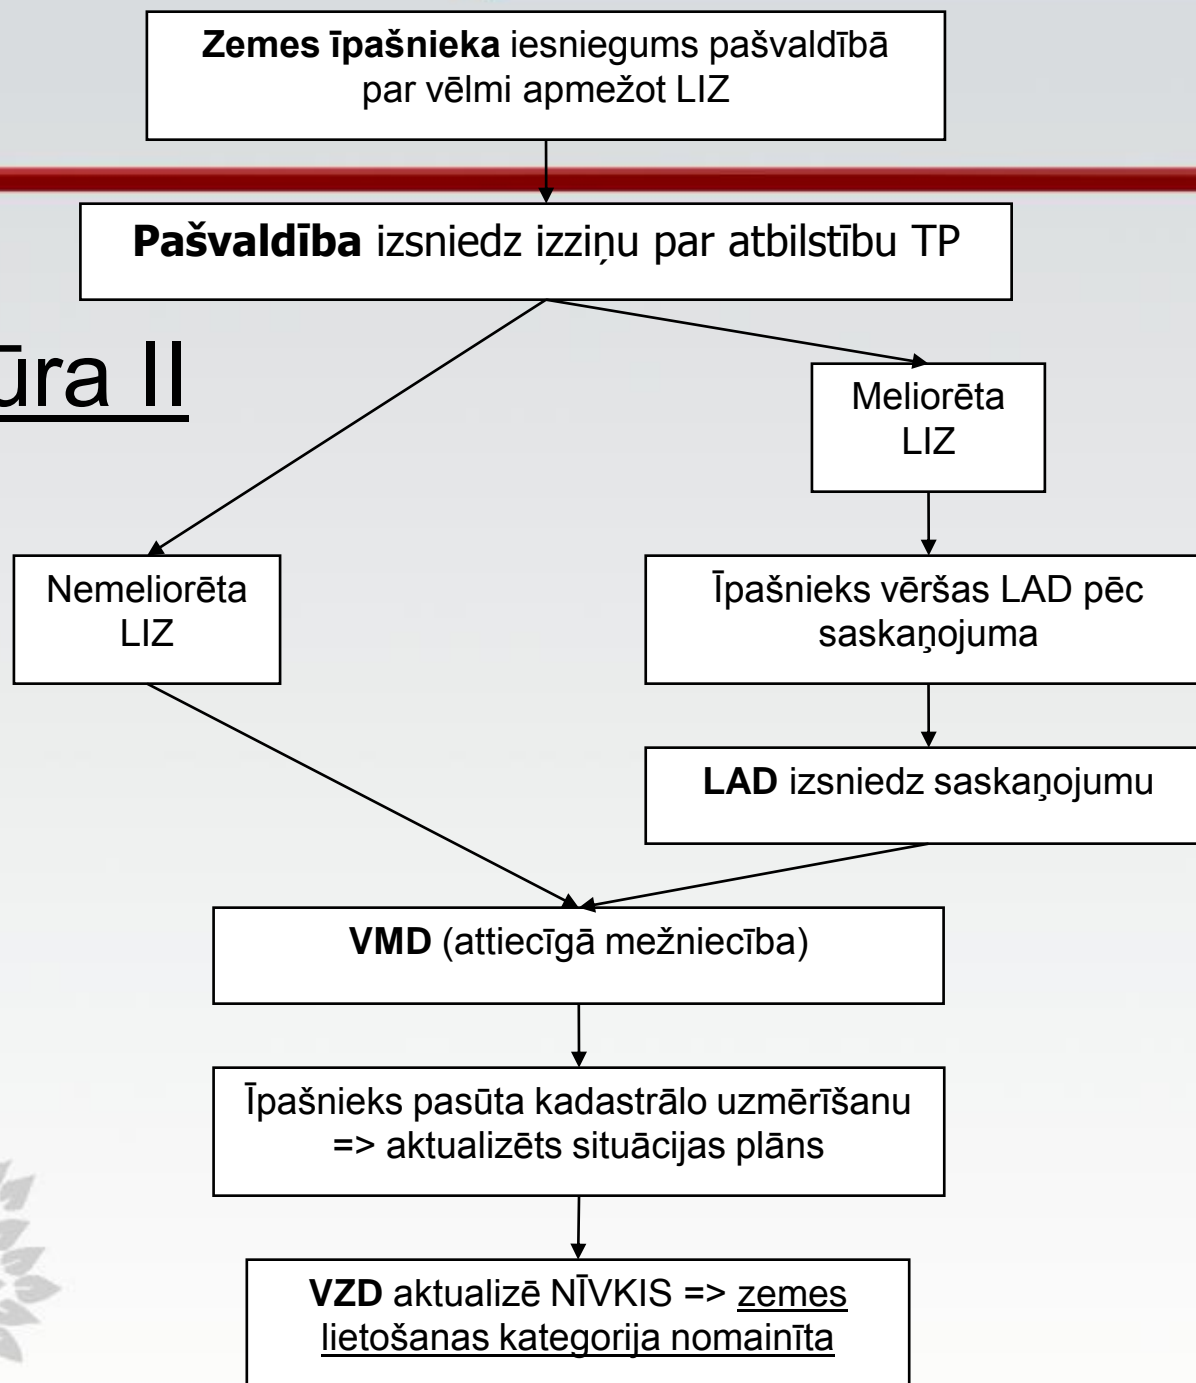 Zemes īpašnieka iesniegums pašvaldībā
par vēlmi apmežot LIZ
Pašvaldība izsniedz izziņu par atbilstību TP
ūra II
Meliorēta
LIZ
Nemeliorēta
LIZ
Īpašnieks vēršas LAD pēc
saskaņojuma
LAD izsniedz saskaņojumu
VMD (attiecīgā mežniecība)
Īpašnieks pasūta kadastrālo uzmērīšanu
=> aktualizēts situācijas plāns
VZD aktualizē NĪVKIS => zemes
lietošanas kategorija nomainīta